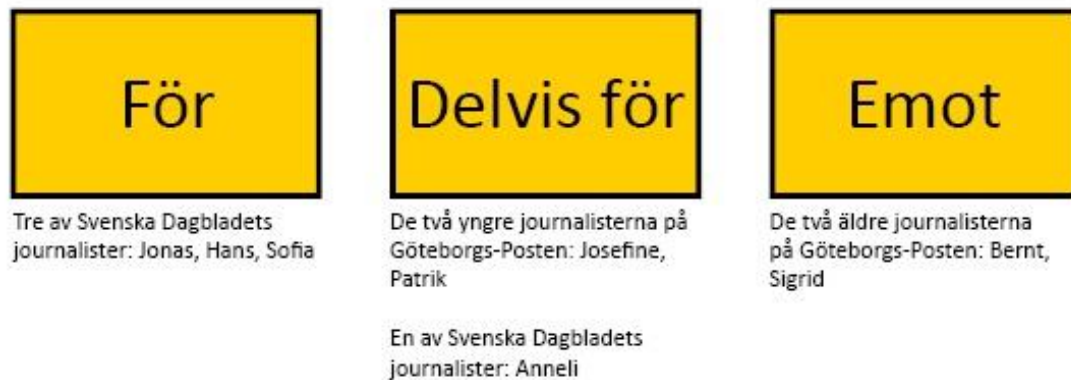 För
Tre av Svenska Dagbladets
journalister: Jonas, Hans, Sofia
Delvis för
De två yngre journalisterna på
Göteborgs-Posten: Josefine,
Patrik
En av Svenska Dagbladets
journalister: Anneli
Emot
De två äldre journalisterna
på Göteborgs-Posten: Bernt,
Sigrid